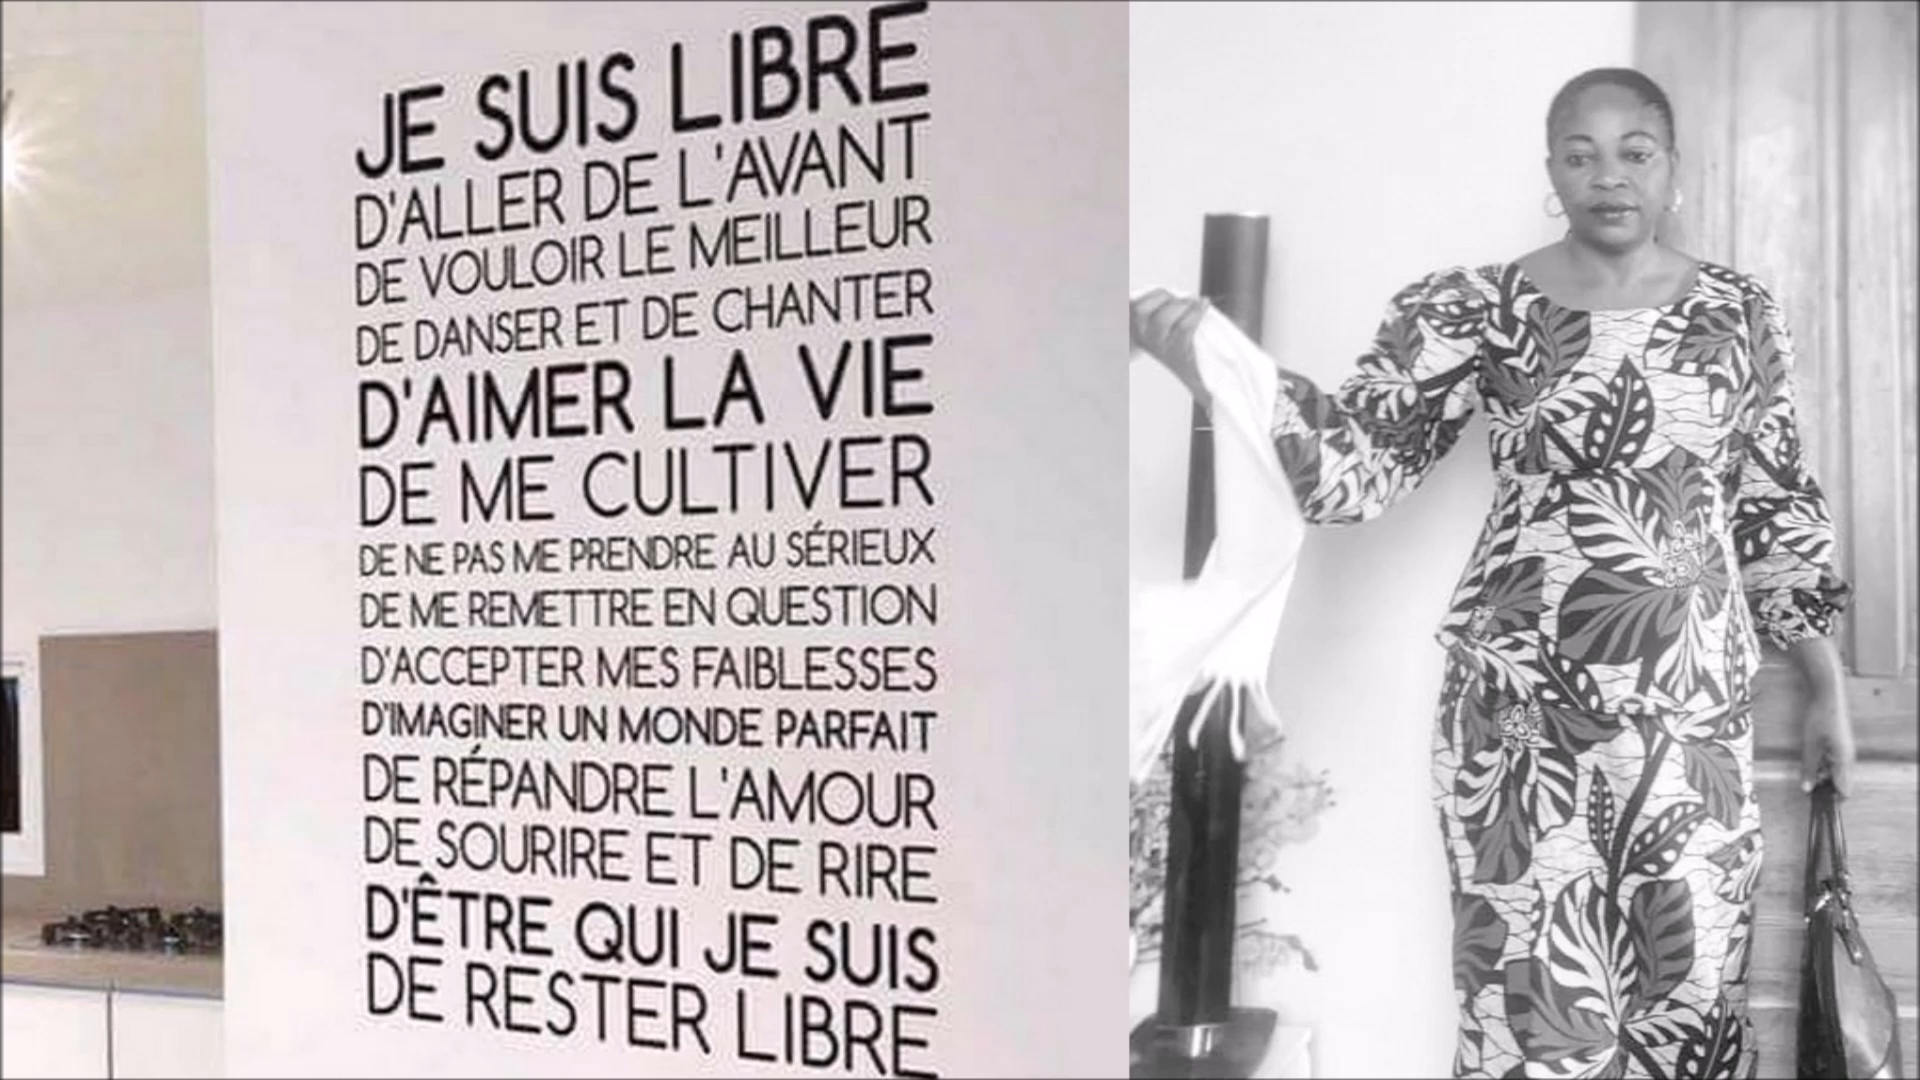 JE SUIS LIBRE
D'ALLER DE L'AVANT
DE VOULOIR LE MEILLEUR
DE DANSER ET DE CHANTER
D'AIMER LA VIE
DE ME CULTIVER
DE NE PAS ME PRENDRE AU SÉRIEUX
DE ME REMETTRE EN QUESTION
D'ACCEPTER MES FAIBLESSES
D'IMAGINER UN MONDE PARFAIT
DE RÉPANDRE L'AMOUR
DE SOURIRE ET DE RIRE
D'ÊTRE QUI JE SUIS
DE RESTER LIBRE